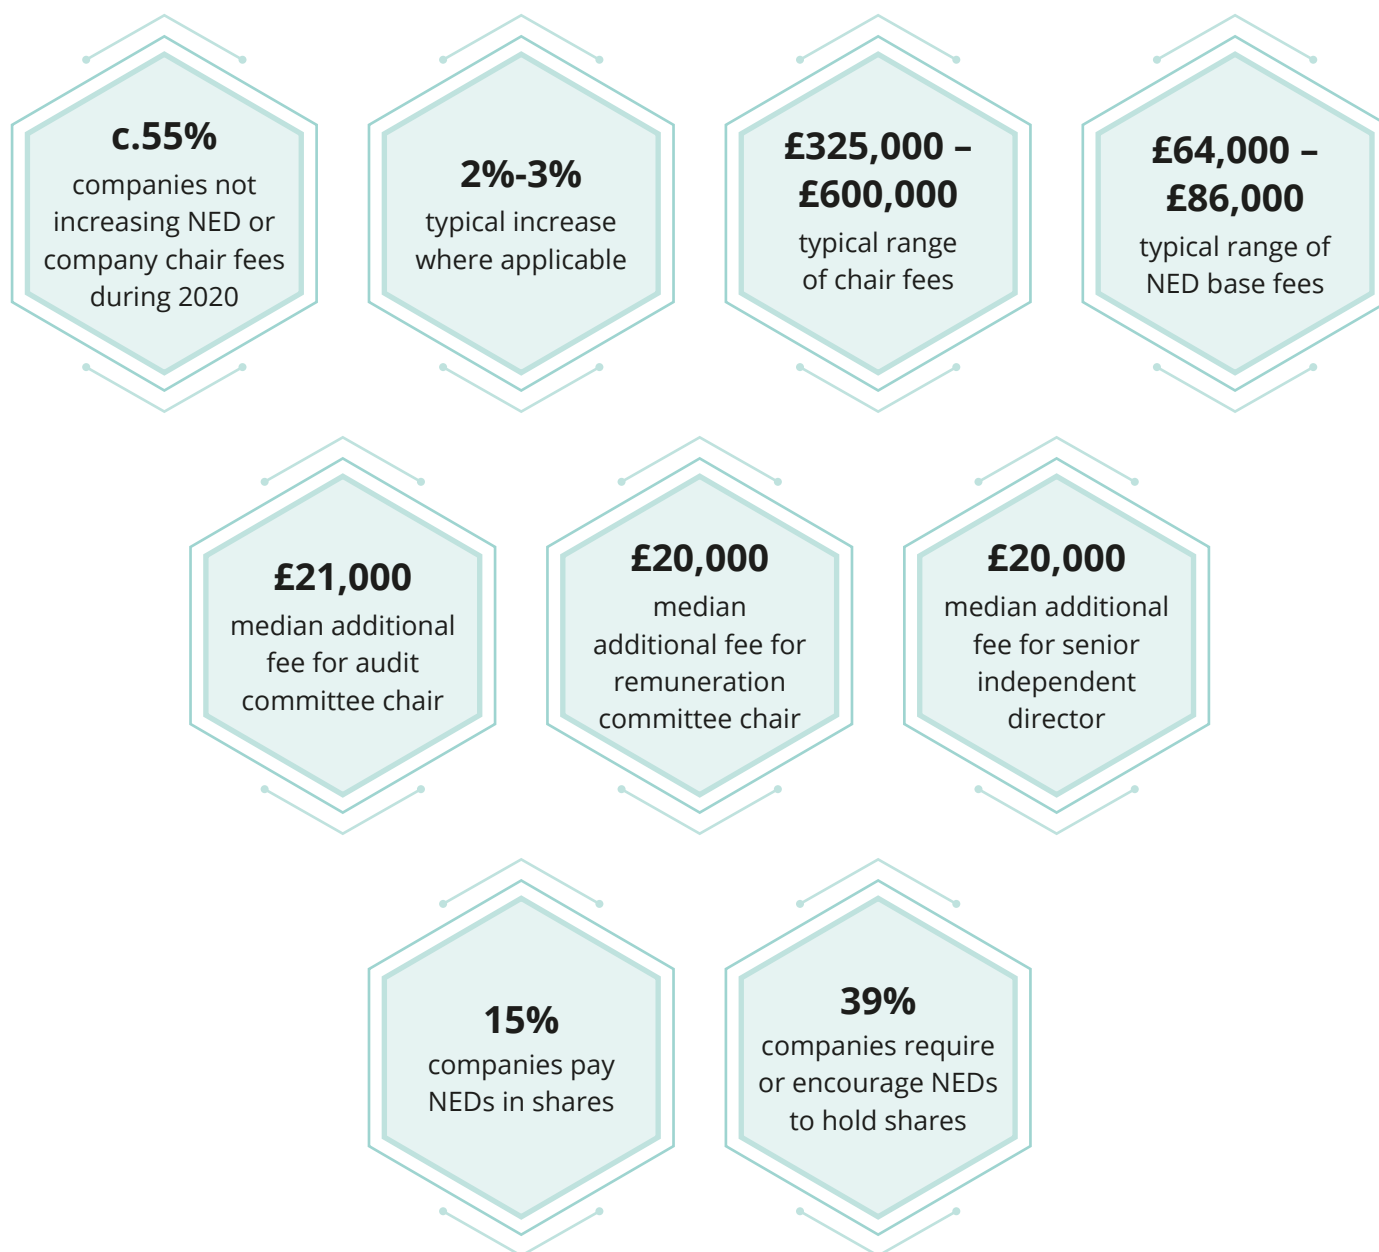 c.55%
companies not
increasing NED or
company chair fees
during 2020
2%-3%
typical increase
where applicable
£325,000 –
£600,000
typical range
of chair fees
£64,000 –
£86,000
typical range of
NED base fees
£21,000
median additional
fee for audit
committee chair
£20,000
median
additional fee for
remuneration
committee chair
£20,000
median additional
fee for senior
independent
director
15%
companies pay
NEDs in shares
39%
companies require
or encourage NEDs
to hold shares